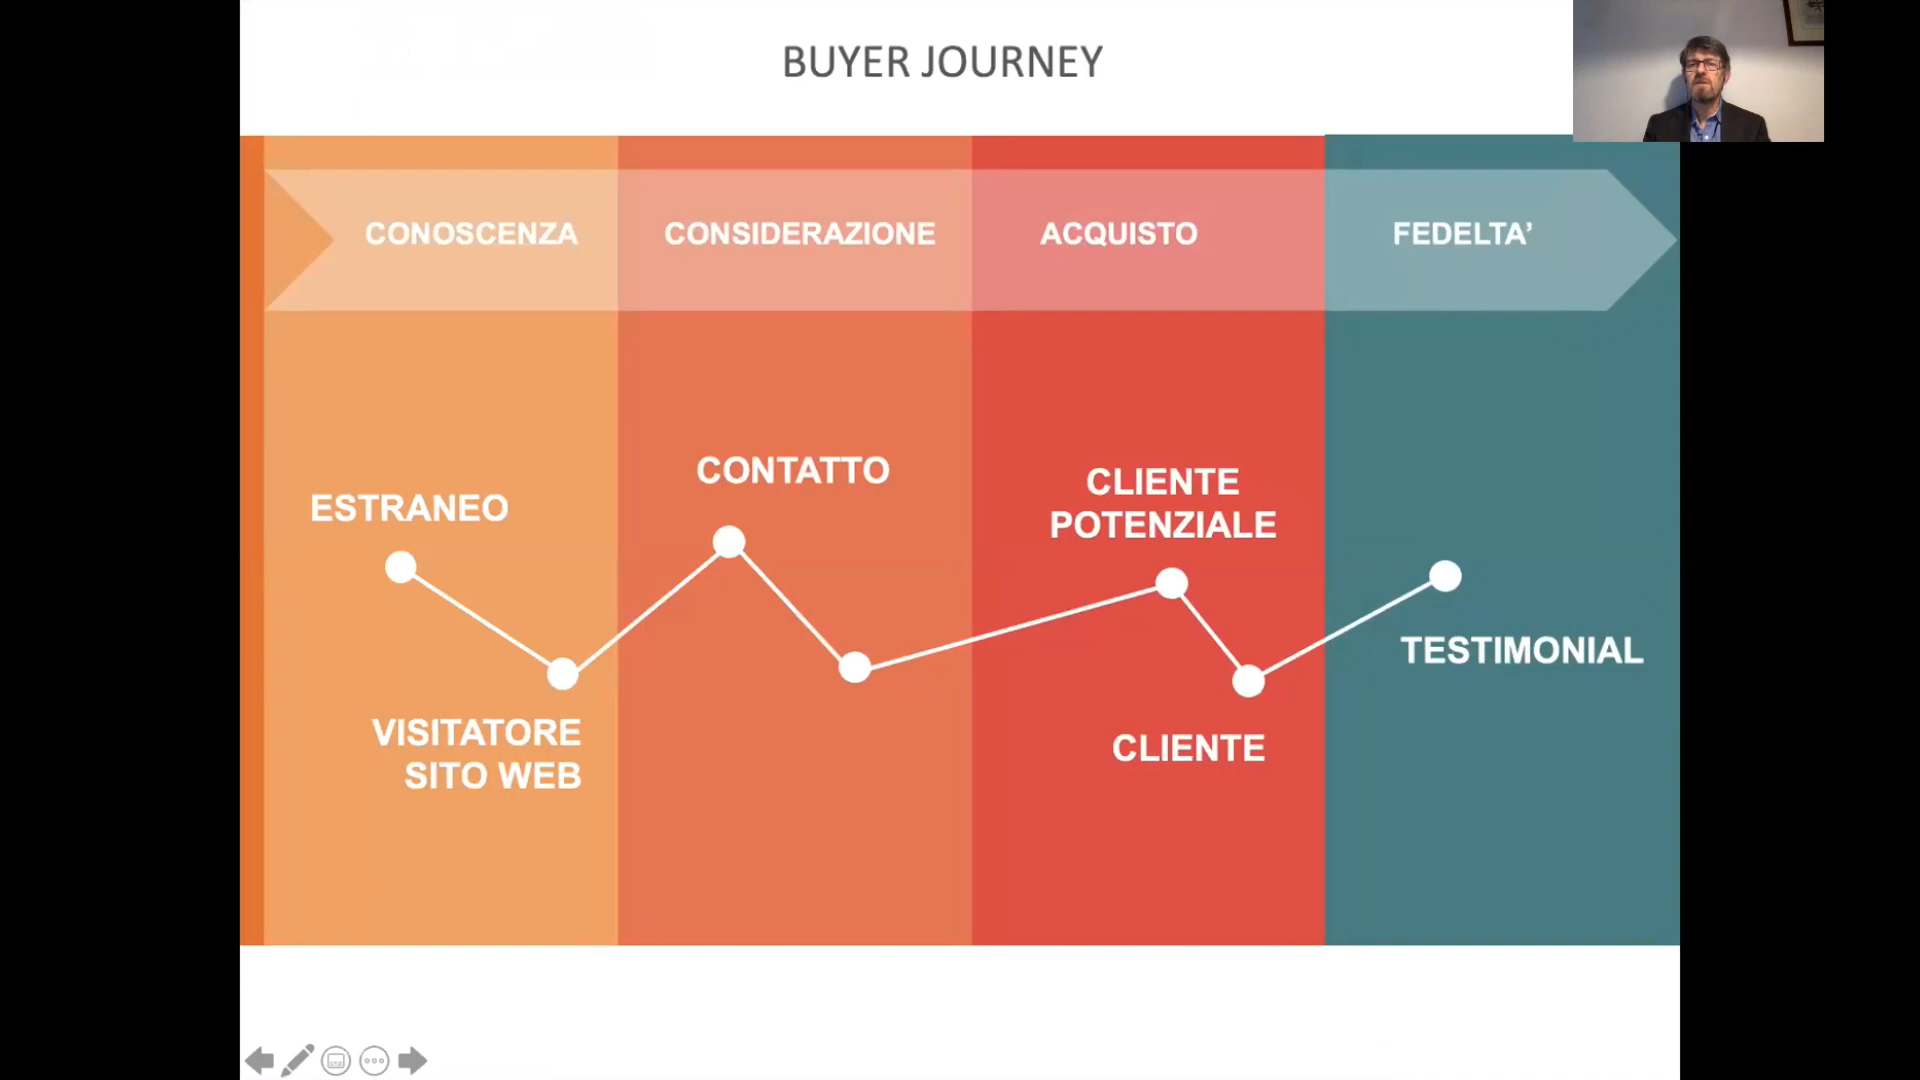 BUYER JOURNEY
CONOSCENZA
CONSIDERAZIONE
ACQUISTO
FEDELTA’
ESTRANEO
VISITATORE
SITO WEB
CONTATTO
CLIENTE
POTENZIALE
CLIENTE
TESTIMONIAL